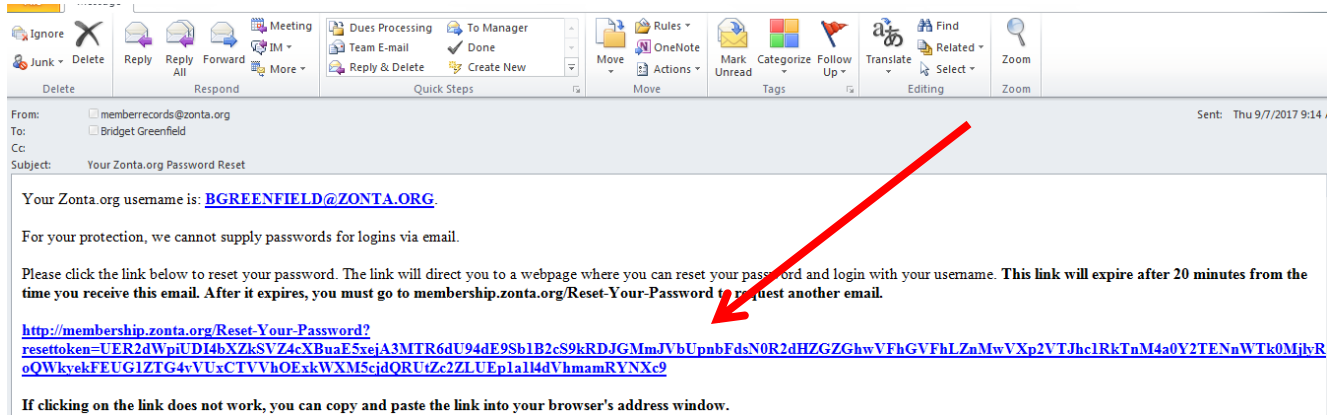 Message
Ignore
Junk
Delete
Reply
Reply All
Forward
Meeting
IM
More
Dues Processing
Team E-mail
Reply & Delete
To Manager
Done
Create New
Move
Rules
OneNote
Actions
Mark Unread
Categorize
Follow Up
Translate
Find
Related
Select
Zoom
Delete
Respond
Quick Steps
Move
Tags
Editing
Zoom
From: memberrecords@zonta.org
Sent: Thu 9/7/2017 9:14
To: Bridget Greenfield
Cc:
Subject: Your Zonta.org Password Reset
Your Zonta.org username is: BGREENFIELD@ZONTA.ORG.
For your protection, we cannot supply passwords for logins via email.
Please click the link below to reset your password. The link will direct you to a webpage where you can reset your password and login with your username. This link will expire after 20 minutes from the
time you receive this email. After it expires, you must go to membership.zonta.org/Reset-Your-Password to request another email.
http://membership.zonta.org/Reset-Your-Password?
If clicking on the link does not work, you can copy and paste the link into your browser's address window.